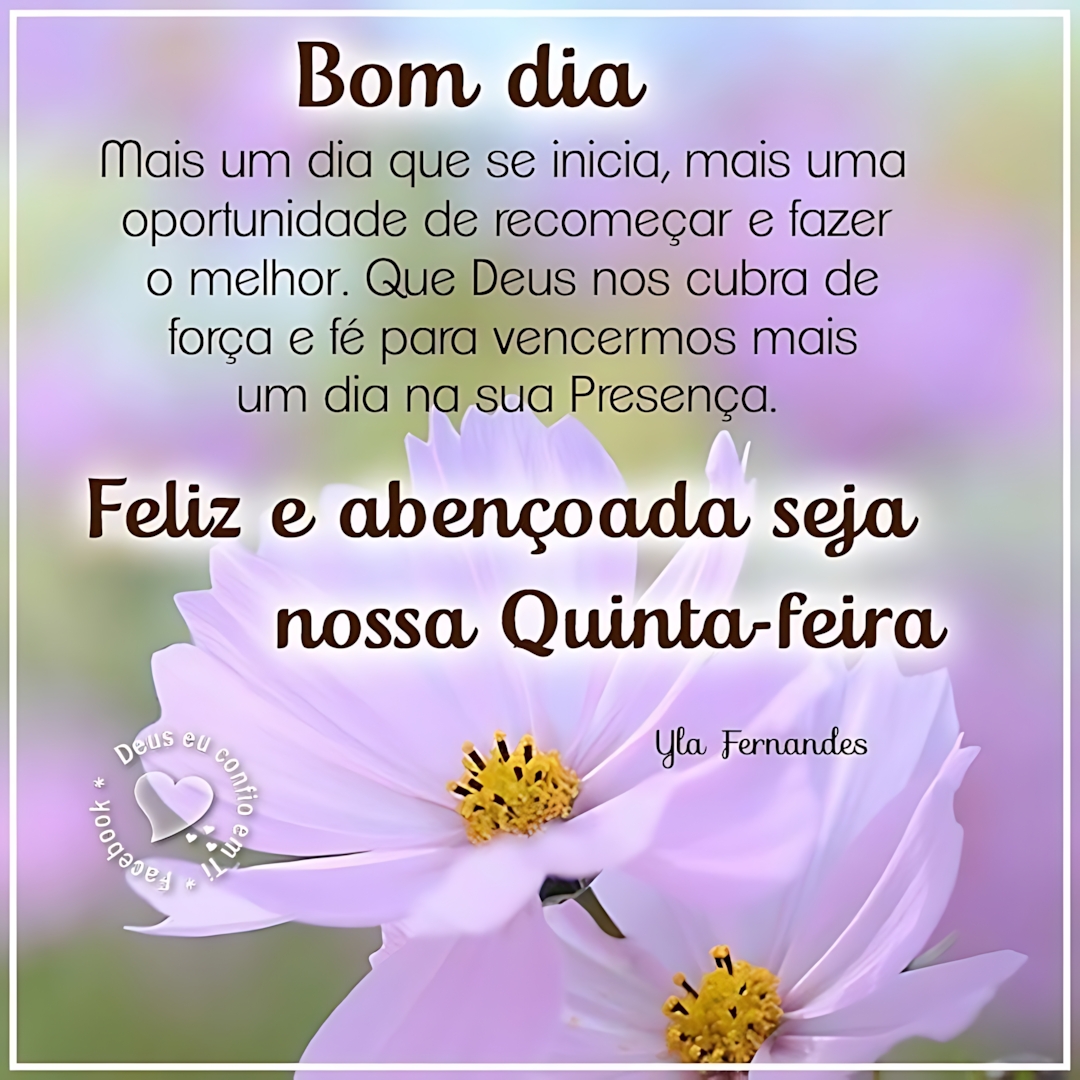 Bom dia
Mais um dia que se inicia, mais uma
oportunidade de recomeçar e fazer
o melhor. Que Deus nos cubra de
força e fé para vencermos mais
um dia na sua Presença.
Feliz e abençoada seja
nossa Quinta-feira
Yla Fernandes
Deus eu confio em Ti * Facebook *